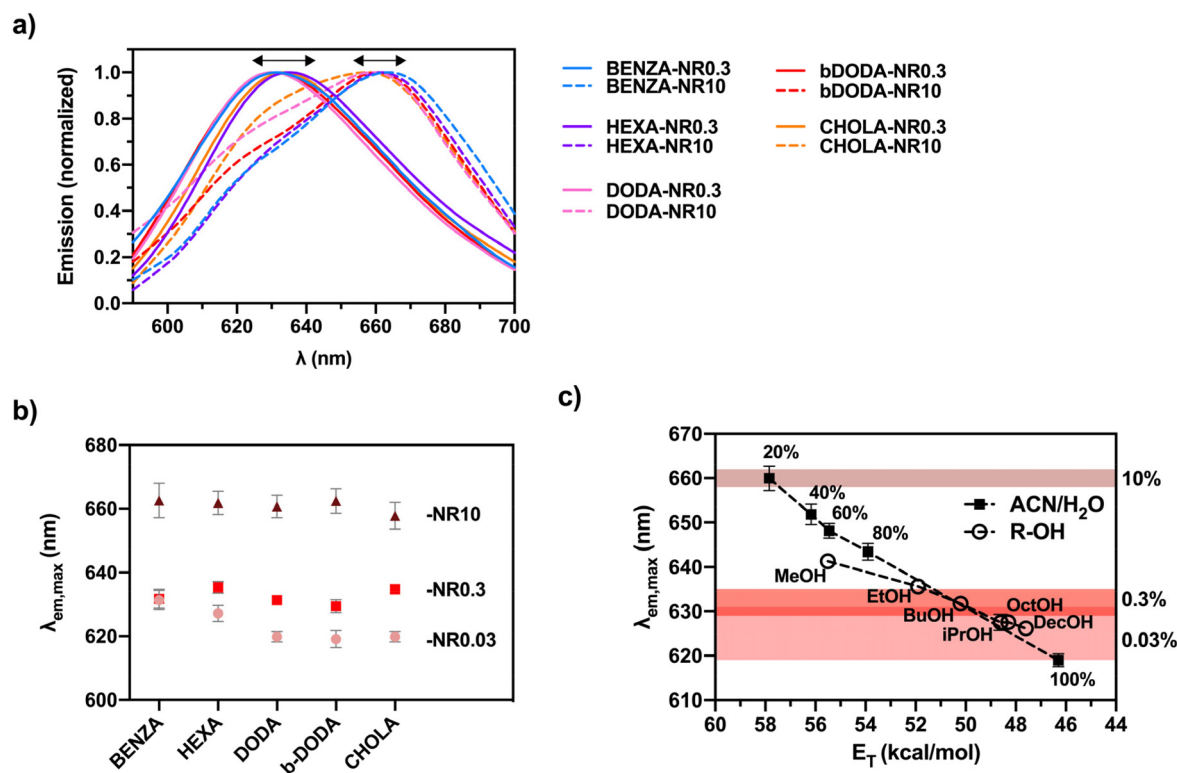 a)
Emission (normalized)
1.0
0.8
0.6
0.4
0.2
0.0
600
620
640
660
680
700
λ (nm)
BENZA-NR0.3
BENZA-NR10
HEXA-NR0.3
HEXA-NR10
DODA-NR0.3
DODA-NR10
bDODA-NR0.3
bDODA-NR10
CHOLA-NR0.3
CHOLA-NR10
b)
λem,max (nm)
680
660
640
620
600
-NR10
-NR0.3
-NR0.03
BENZA
HEXA
DODA
b-DODA
CHOLA
c)
λem,max (nm)
670
660
650
640
630
620
610
20%
40%
60%
80%
100%
MeOH
EtOH
BuOH
iPrOH
OctOH
DecOH
ACN/H2O
R-OH
10%
0.3%
0.03%
60
58
56
54
52
50
48
46
44
ET (kcal/mol)